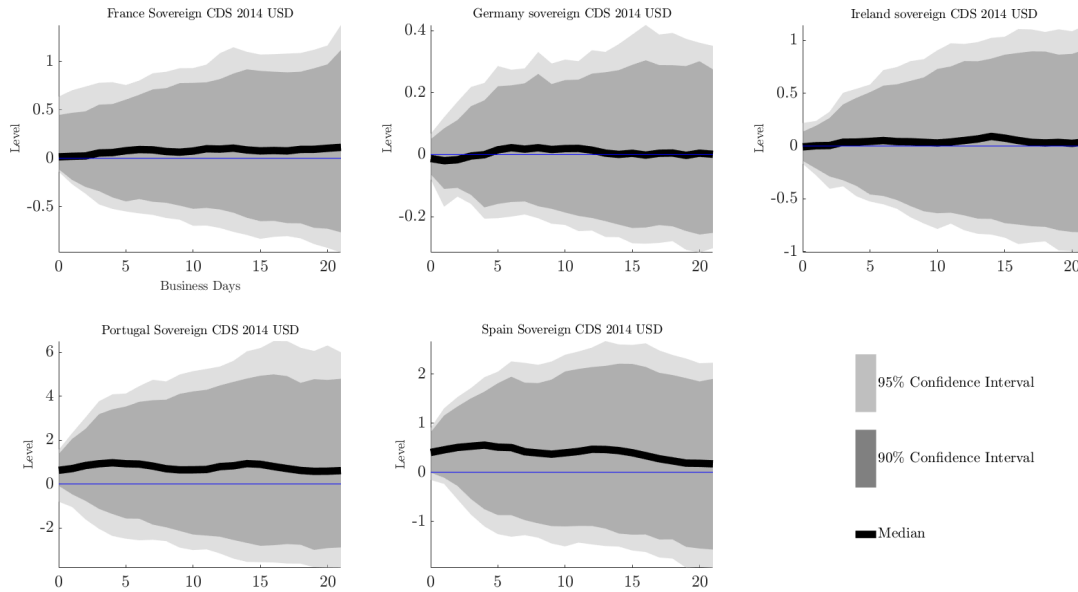 France Sovereign CDS 2014 USD
1
0.5
0
-0.5
Level
0 5 10 15 20
Business Days
Germany sovereign CDS 2014 USD
0.4
0.2
0
-0.2
Level
0 5 10 15 20
Ireland sovereign CDS 2014 USD
1
0.5
0
-0.5
-1
Level
0 5 10 15 20
Portugal Sovereign CDS 2014 USD
6
4
2
0
-2
Level
0 5 10 15 20
Spain Sovereign CDS 2014 USD
2
1
0
-1
Level
0 5 10 15 20
95% Confidence Interval
90% Confidence Interval
Median